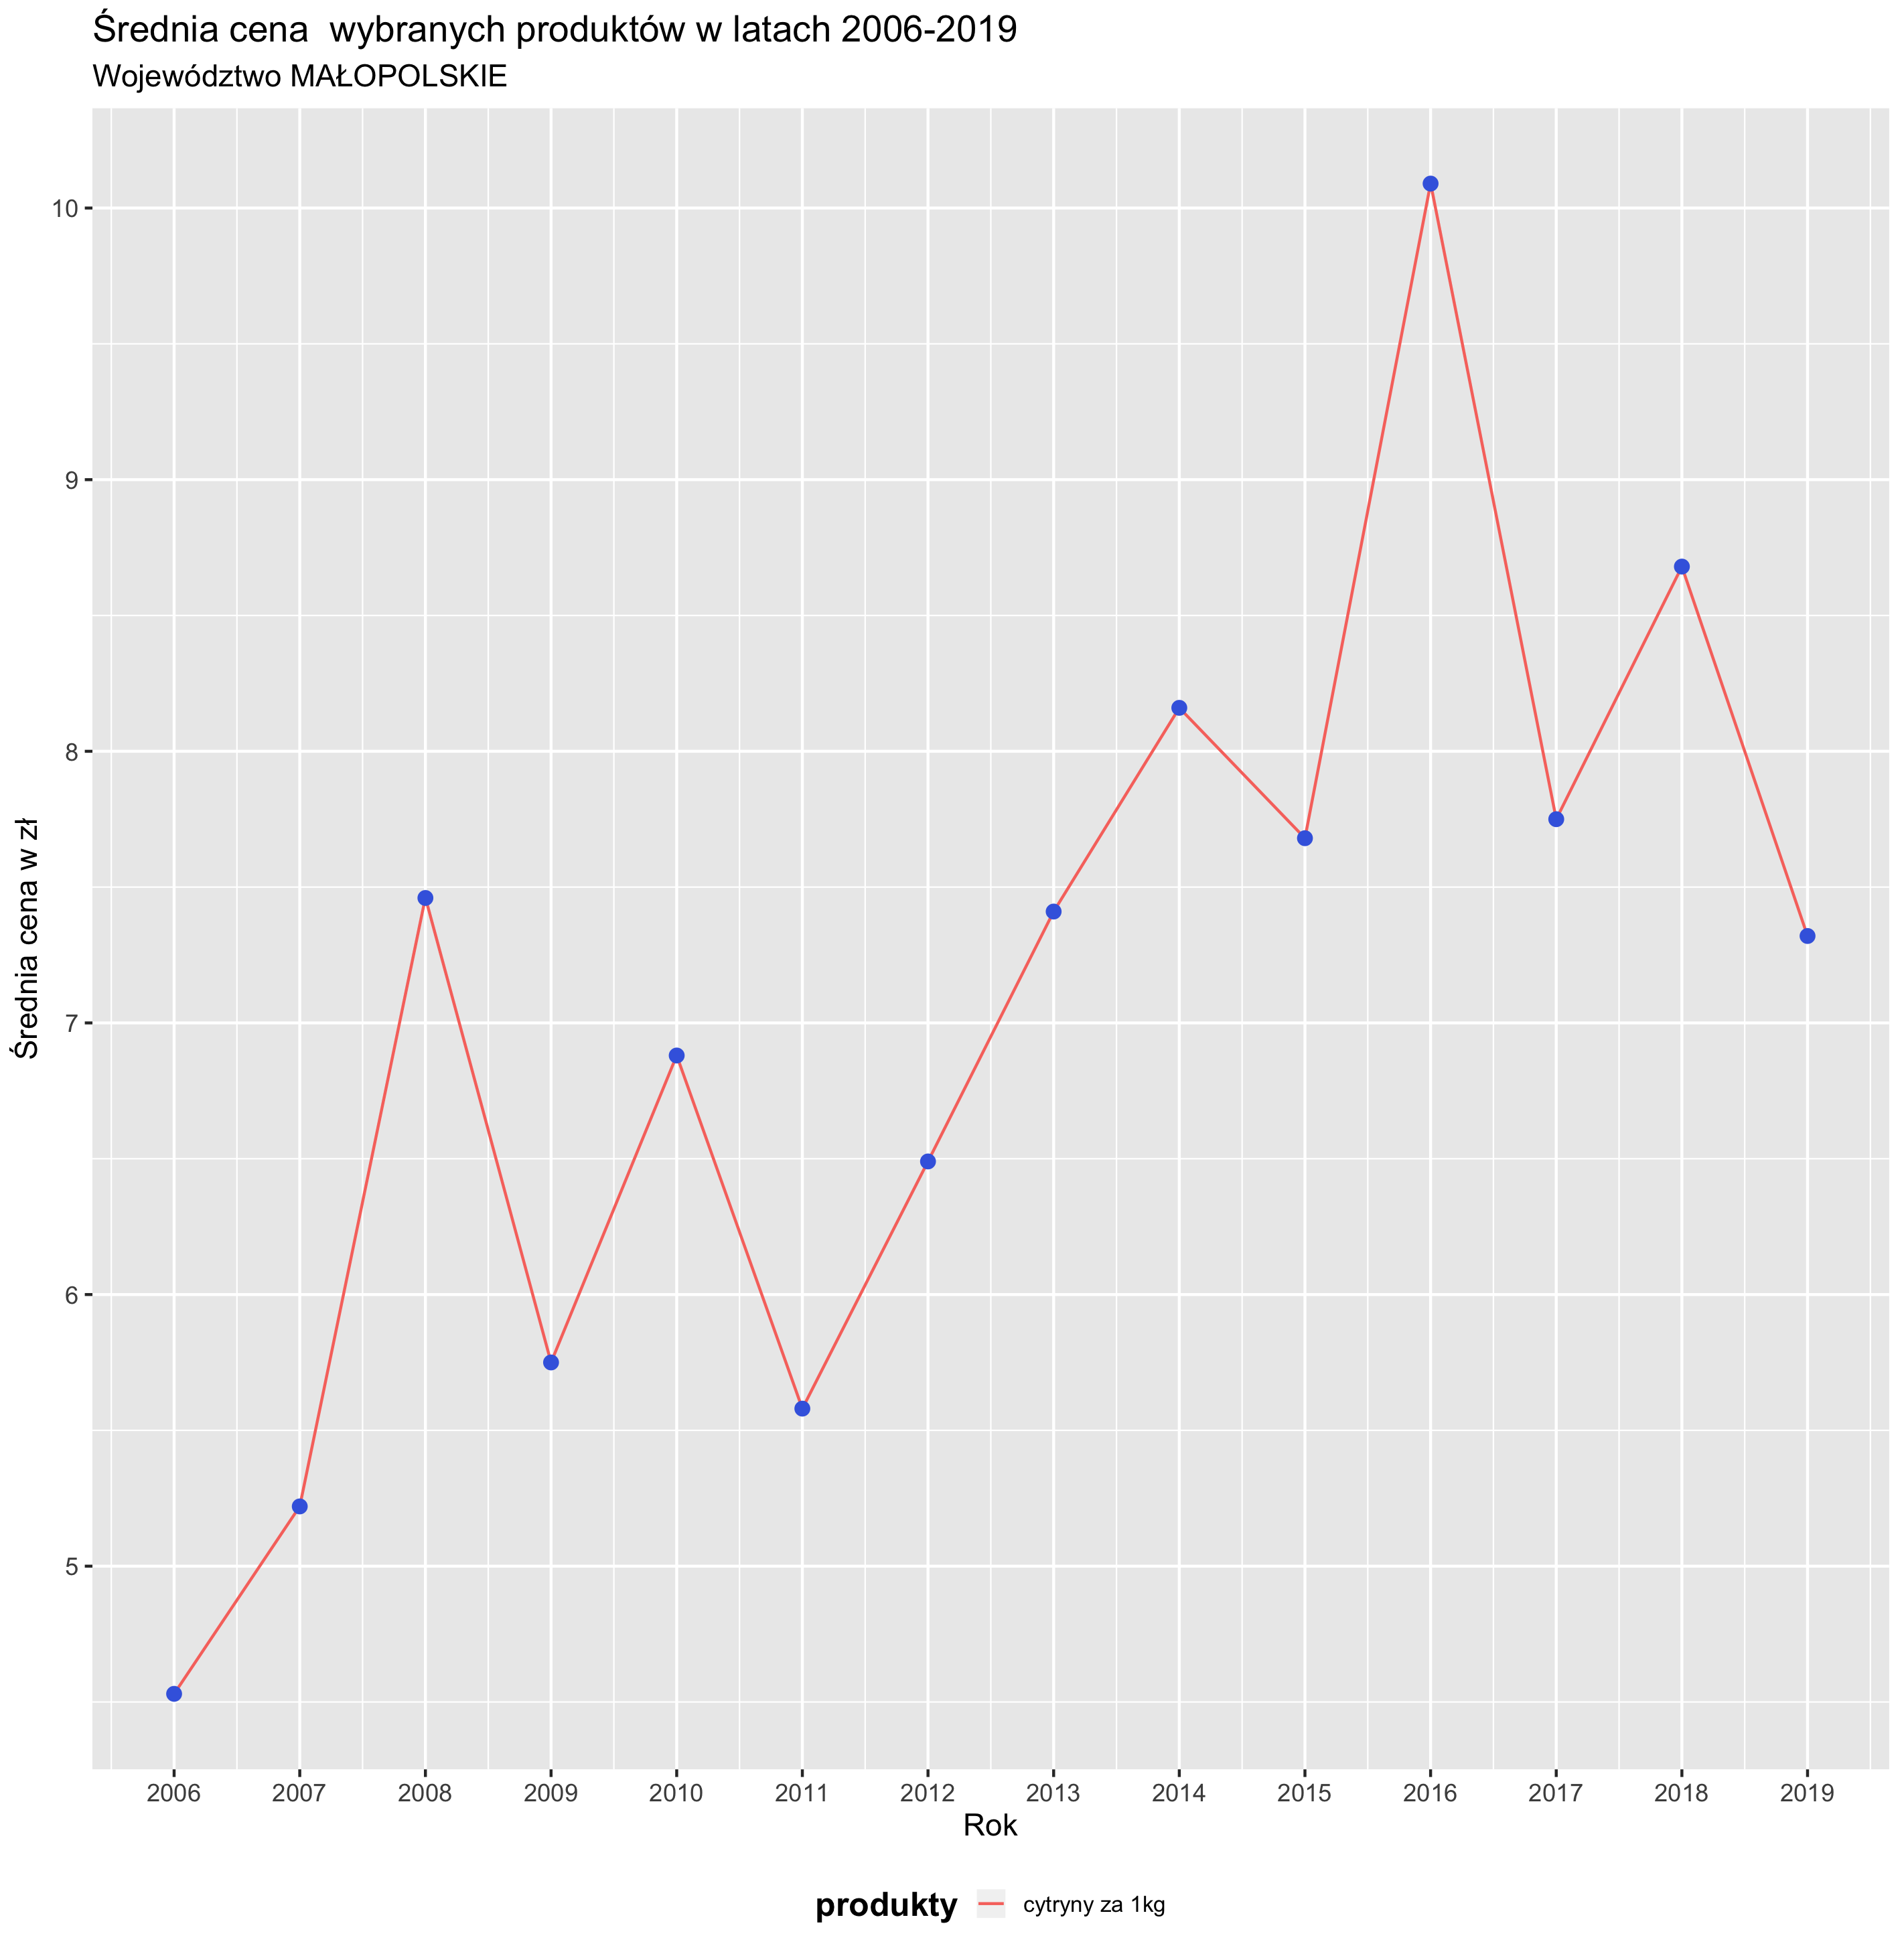 Średnia cena  wybranych produktów w latach 2006-2019
Województwo MAŁOPOLSKIE
Średnia cena w zł
10
9
8
7
6
5
2006 2007 2008 2009 2010 2011 2012 2013 2014 2015 2016 2017 2018 2019
Rok
produkty cytryny za 1kg